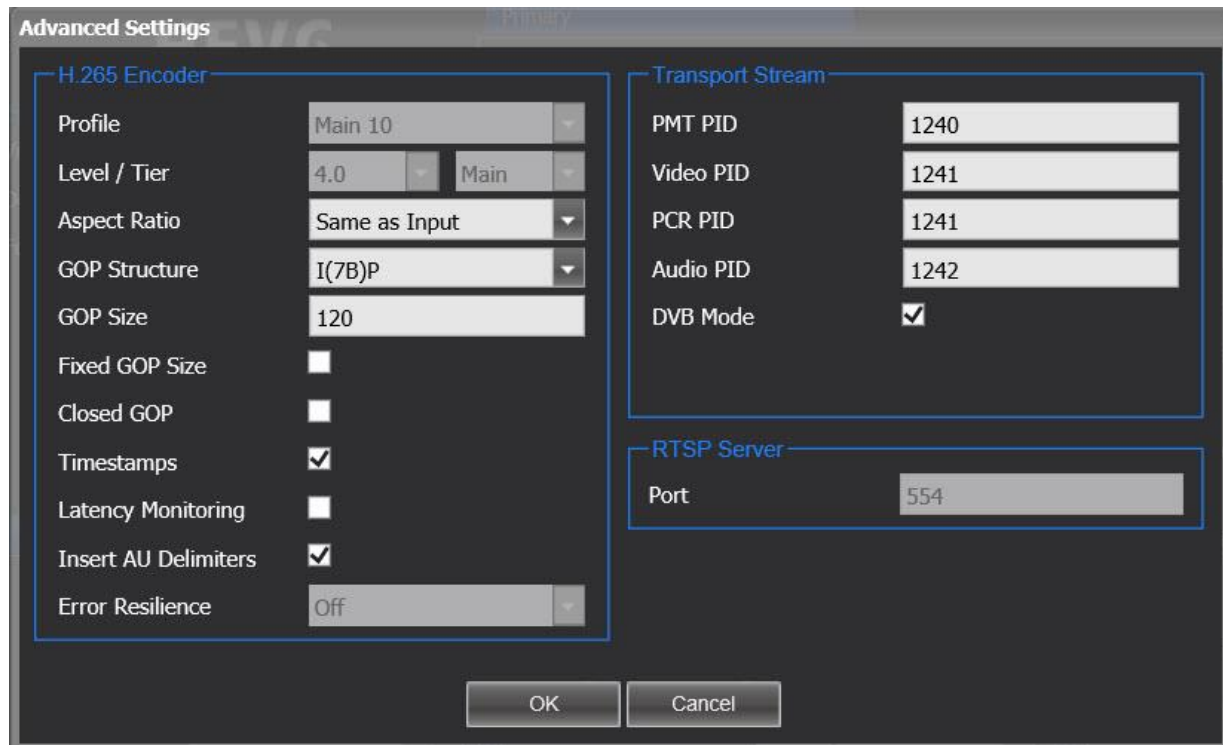 Primary
Advanced Settings
H.265 Encoder
Profile Main 10
Level / Tier 4.0 Main
Aspect Ratio Same as Input
GOP Structure I(7B)P
GOP Size 120
Fixed GOP Size
Closed GOP
Timestamps
Latency Monitoring
Insert AU Delimiters
Error Resilience Off
Transport Stream
PMT PID 1240
Video PID 1241
PCR PID 1241
Audio PID 1242
DVB Mode
RTSP Server
Port 554
OK Cancel